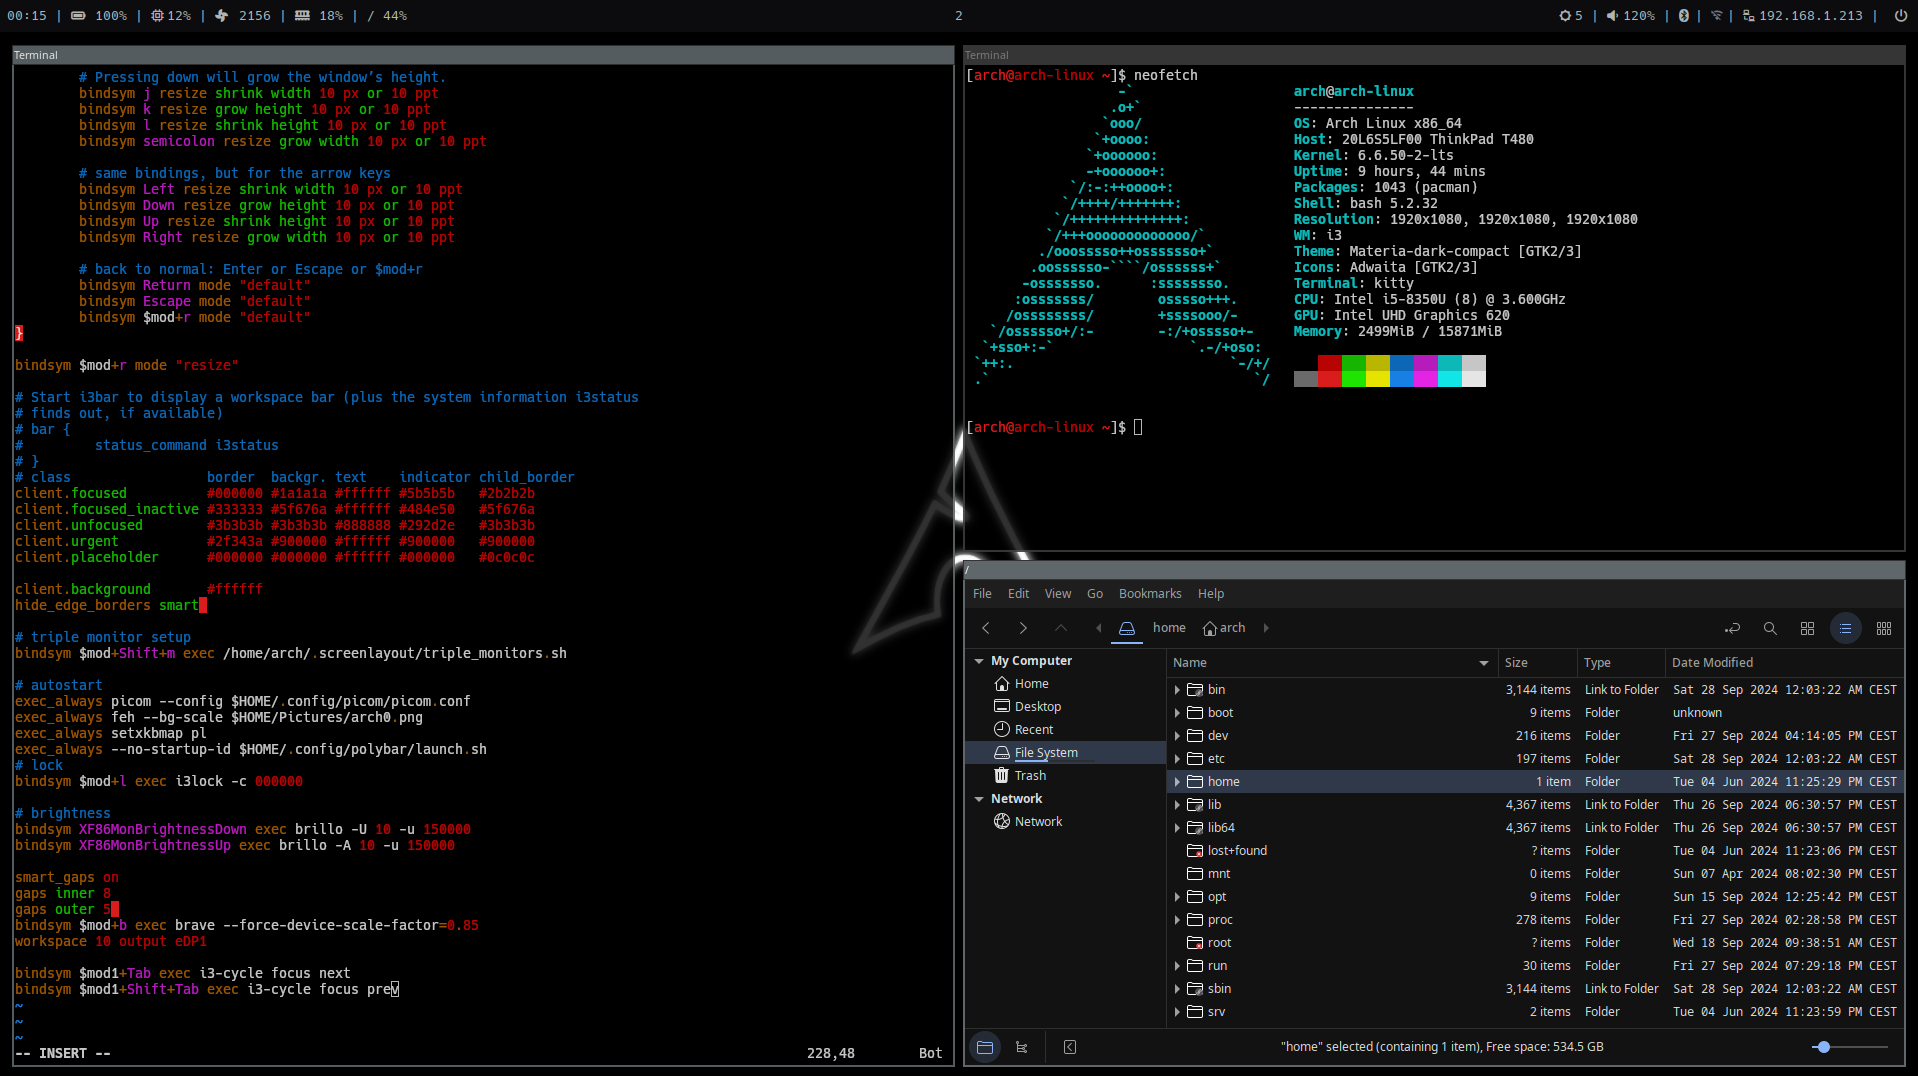 00:15 | 100% | 12% | 2156 | 18% | / 44%
2
5 | 120% | | | 192.168.1.213 |
Terminal
# Pressing down will grow the window’s height.
bindsym j resize shrink width 10 px or 10 ppt
bindsym k resize grow height 10 px or 10 ppt
bindsym l resize shrink height 10 px or 10 ppt
bindsym semicolon resize grow width 10 px or 10 ppt
# same bindings, but for the arrow keys
bindsym Left resize shrink width 10 px or 10 ppt
bindsym Down resize grow height 10 px or 10 ppt
bindsym Up resize shrink height 10 px or 10 ppt
bindsym Right resize grow width 10 px or 10 ppt
# back to normal: Enter or Escape or $mod+r
bindsym Return mode "default"
bindsym Escape mode "default"
bindsym $mod+r mode "default"
}
bindsym $mod+r mode "resize"
# Start i3bar to display a workspace bar (plus the system information i3status
# finds out, if available)
# bar {
#         status_command i3status
# }
# class                 border  backgr. text    indicator child_border
client.focused          #000000 #1a1a1a #ffffff #5b5b5b   #2b2b2b
client.focused_inactive #333333 #5f676a #ffffff #484e50   #5f676a
client.unfocused        #3b3b3b #3b3b3b #888888 #292d2e   #3b3b3b
client.urgent           #2f343a #900000 #ffffff #900000   #900000
client.placeholder      #000000 #000000 #ffffff #000000   #0c0c0c
client.background       #ffffff
hide_edge_borders smart
# triple monitor setup
bindsym $mod+Shift+m exec /home/arch/.screenlayout/triple_monitors.sh
# autostart
exec_always picom --config $HOME/.config/picom/picom.conf
exec_always feh --bg-scale $HOME/Pictures/arch0.png
exec_always setxkbmap pl
exec_always --no-startup-id $HOME/.config/polybar/launch.sh
# lock
bindsym $mod+l exec i3lock -c 000000
# brightness
bindsym XF86MonBrightnessDown exec brillo -U 10 -u 150000
bindsym XF86MonBrightnessUp exec brillo -A 10 -u 150000
smart_gaps on
gaps inner 8
gaps outer 5
bindsym $mod+b exec brave --force-device-scale-factor=0.85
workspace 10 output eDP1
bindsym $mod1+Tab exec i3-cycle focus next
bindsym $mod1+Shift+Tab exec i3-cycle focus prev
~
~
~
-- INSERT --    228,48    Bot
Terminal
[arch@arch-linux ~]$ neofetch
                  -`
                 .o+`
                `ooo/
               `+oooo:
              `+oooooo:
              -+oooooo+:
            `/:-:++oooo+:
           `/++++/+++++++:
          `/++++++++++++++:
         `/+++ooooooooooooo/`
        ./ooosssso++osssssso+`
       .oossssso-````/ossssss+`
      -osssssso.      :ssssssso.
     :osssssss/        osssso+++.
    /ossssssss/        +ssssooo/-
  `/ossssso+/:-        -:/+osssso+-
 `+sso+:-`                 `.-/+oso:
`++:.                           `-/+/
.`                                 `/
arch@arch-linux
---------------
OS: Arch Linux x86_64
Host: 20L6S5LF00 ThinkPad T480
Kernel: 6.6.50-2-lts
Uptime: 9 hours, 44 mins
Packages: 1043 (pacman)
Shell: bash 5.2.32
Resolution: 1920x1080, 1920x1080, 1920x1080
WM: i3
Theme: Materia-dark-compact [GTK2/3]
Icons: Adwaita [GTK2/3]
Terminal: kitty
CPU: Intel i5-8350U (8) @ 3.600GHz
GPU: Intel UHD Graphics 620
Memory: 2499MiB / 15871MiB
[arch@arch-linux ~]$
/
File Edit View Go Bookmarks Help
home arch
My Computer
Home
Desktop
Recent
File System
Trash
Network
Network
Name Size Type Date Modified
bin 3,144 items Link to Folder Sat 28 Sep 2024 12:03:22 AM CEST
boot 9 items Folder unknown
dev 216 items Folder Fri 27 Sep 2024 04:14:05 PM CEST
etc 197 items Folder Sat 28 Sep 2024 12:03:22 AM CEST
home 1 item Folder Tue 04 Jun 2024 11:25:29 PM CEST
lib 4,367 items Link to Folder Thu 26 Sep 2024 06:30:57 PM CEST
lib64 4,367 items Link to Folder Thu 26 Sep 2024 06:30:57 PM CEST
lost+found ? items Folder Tue 04 Jun 2024 11:23:06 PM CEST
mnt 0 items Folder Sun 07 Apr 2024 08:02:30 PM CEST
opt 9 items Folder Sun 15 Sep 2024 12:25:42 PM CEST
proc 278 items Folder Fri 27 Sep 2024 02:28:58 PM CEST
root ? items Folder Wed 18 Sep 2024 09:38:51 AM CEST
run 30 items Folder Fri 27 Sep 2024 07:29:18 PM CEST
sbin 3,144 items Link to Folder Sat 28 Sep 2024 12:03:22 AM CEST
srv 2 items Folder Tue 04 Jun 2024 11:23:59 PM CEST
"home" selected (containing 1 item), Free space: 534.5 GB